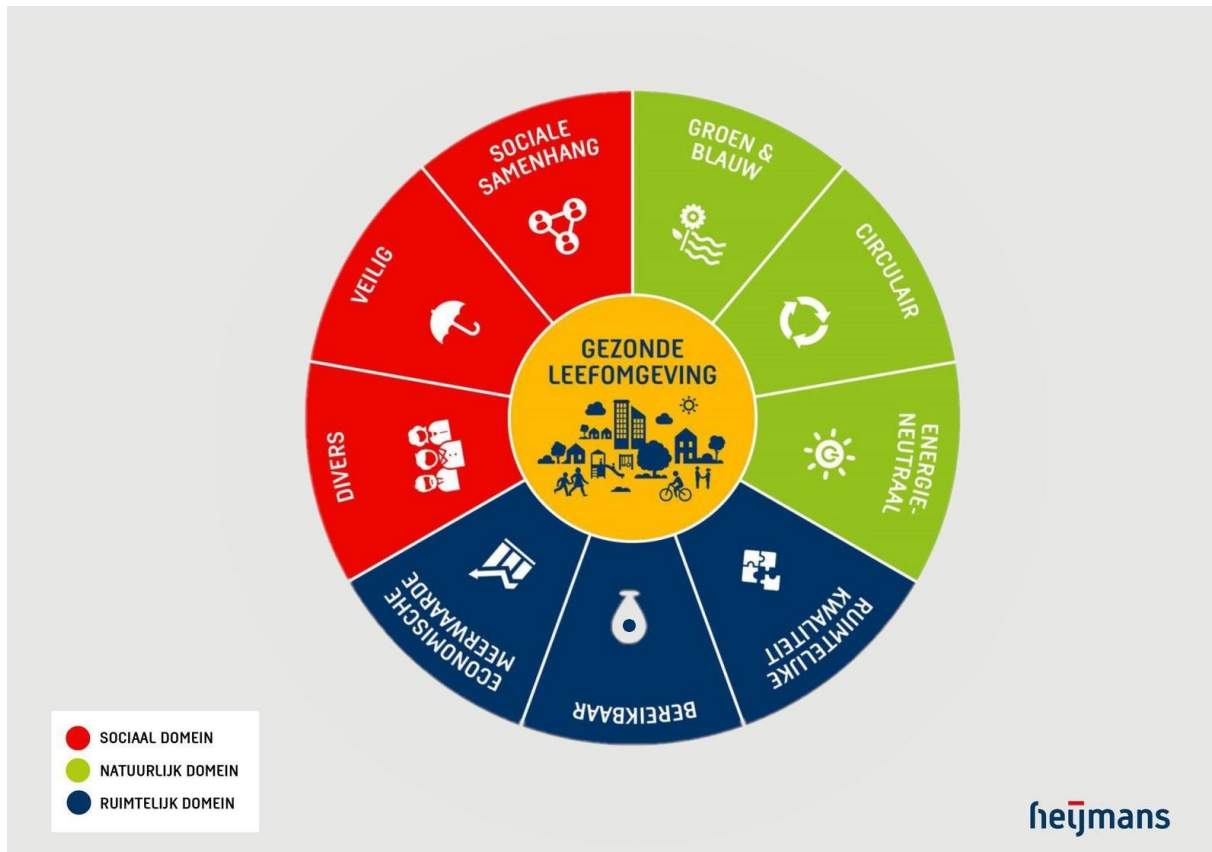 SOCIALE
SAMENHANG
GROEN &
BLAUW
CIRCULAIR
ENERGIE-
NEUTRAAL
RUIMTELIJKE
KWALITEIT
BEREIKBAAR
ECONOMISCHE
MEERWAARDE
DIVERS
VEILIG
GEZONDE
LEEFOMGEVING
SOCIAAL DOMEIN
NATUURLIJK DOMEIN
RUIMTELIJK DOMEIN
heijmans